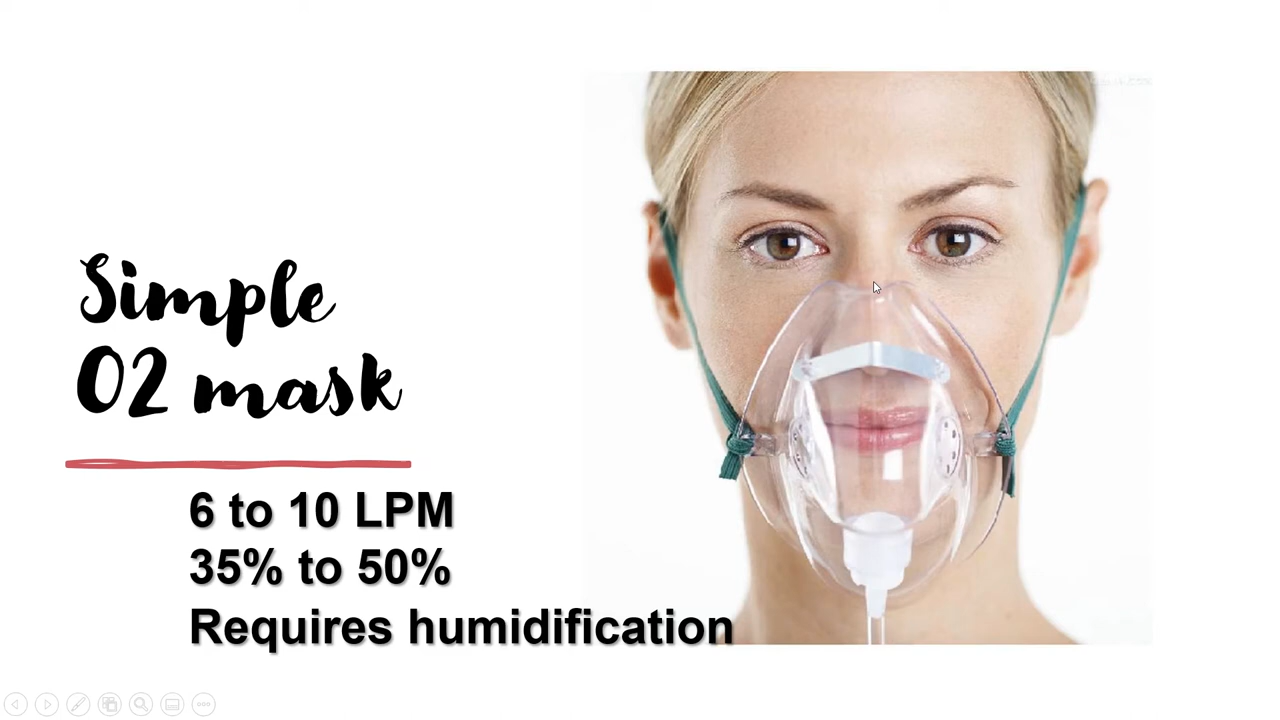 Simple
O2 mask
6 to 10 LPM
35% to 50%
Requires humidification